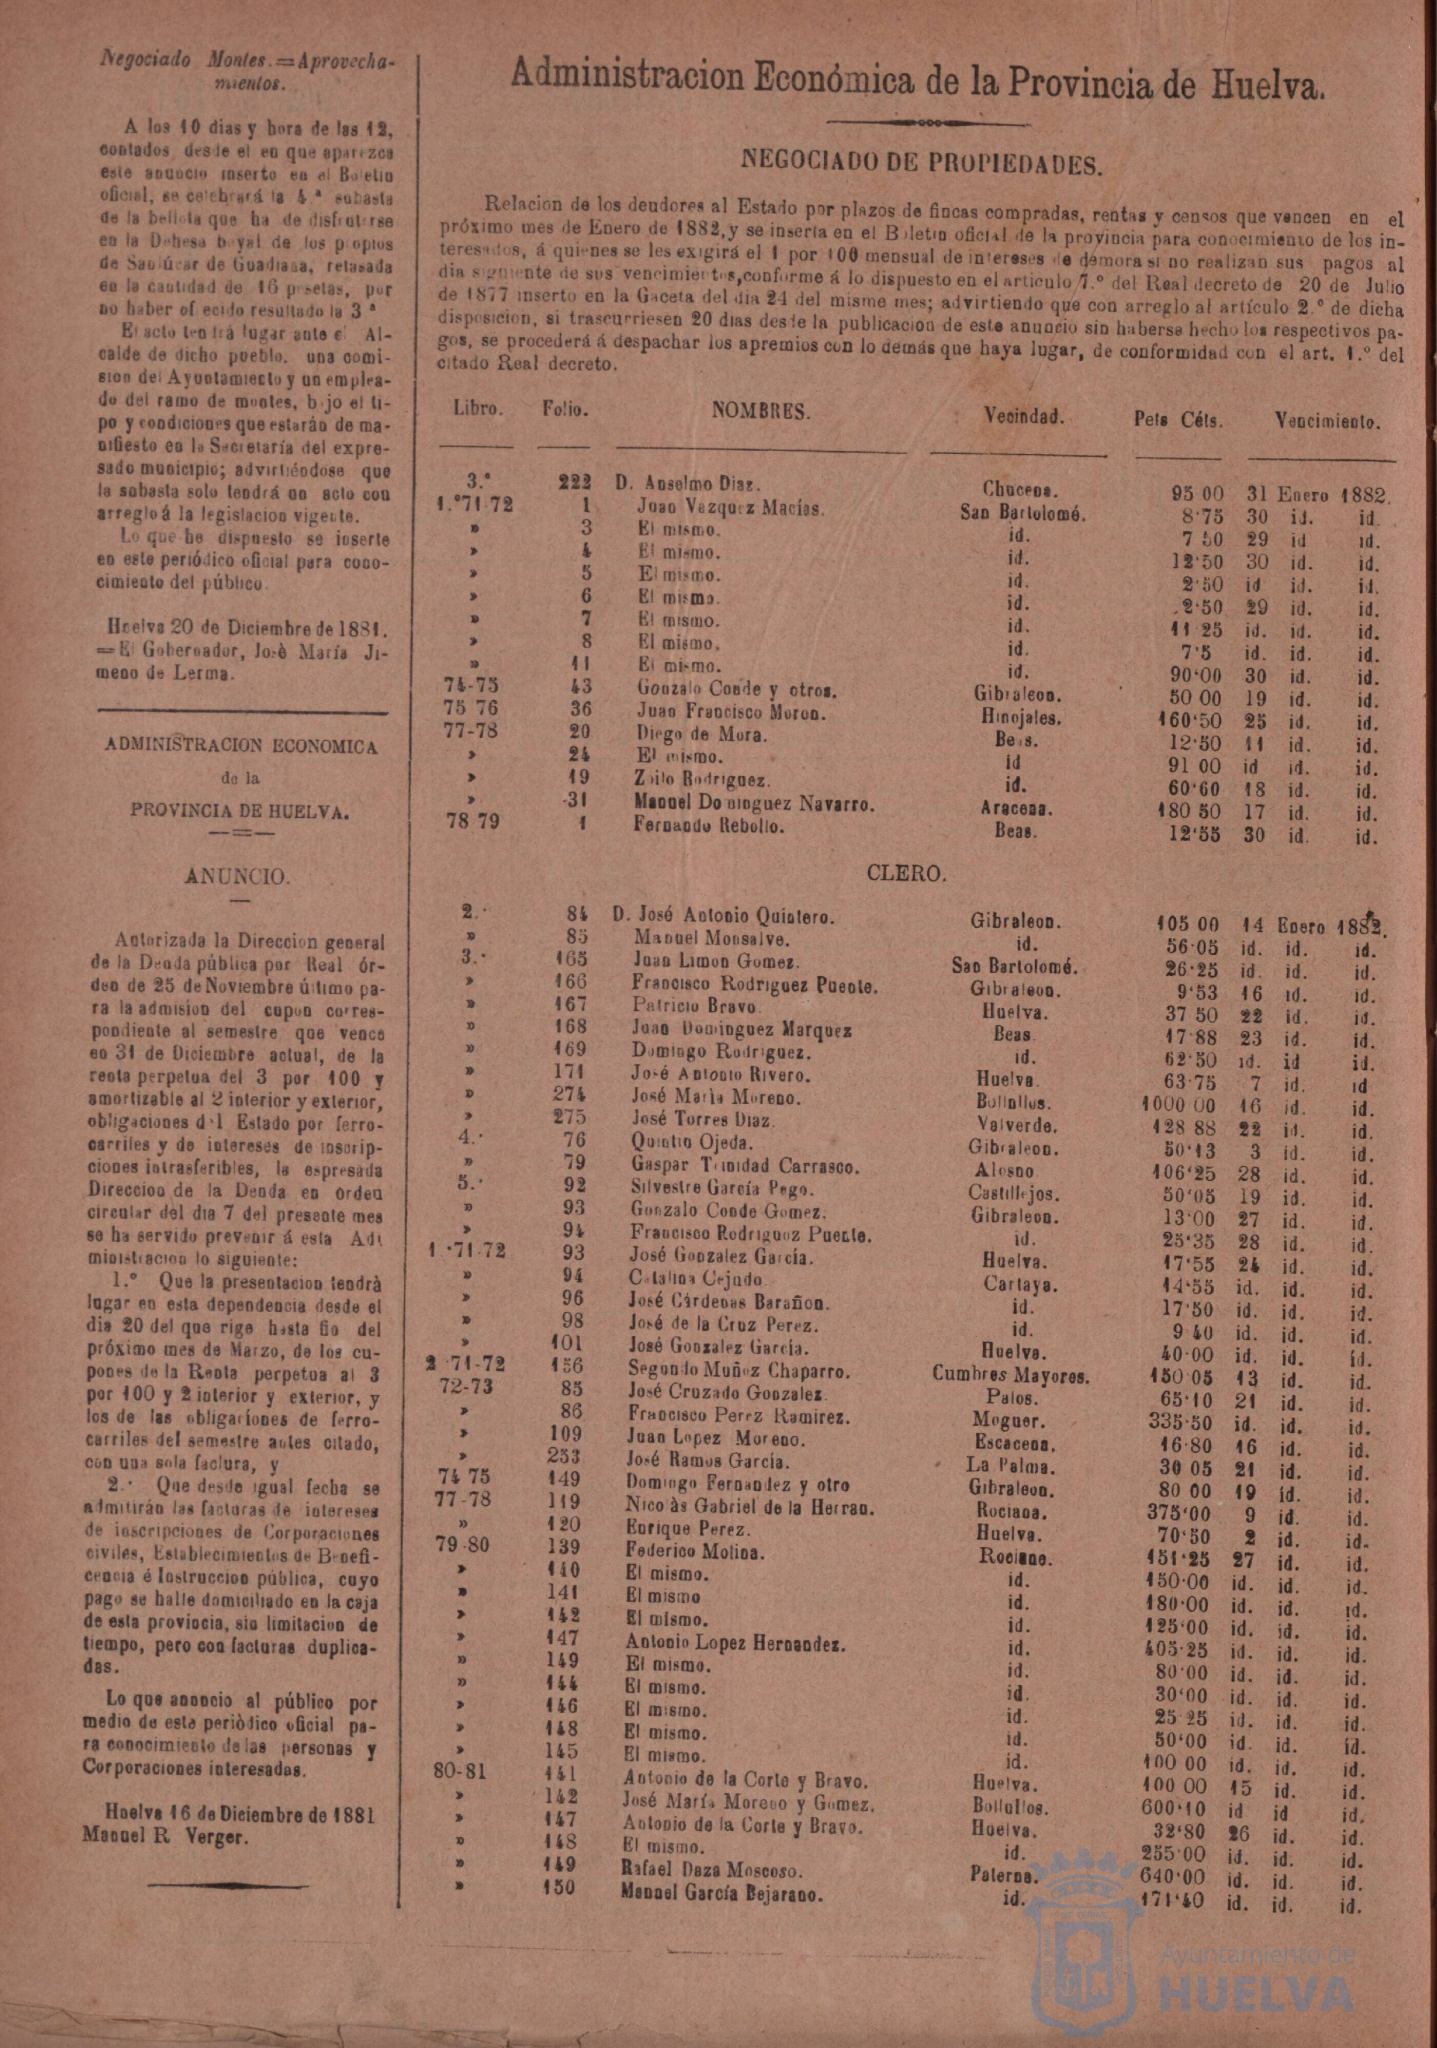 Negociado Montes.=Aprovecha-
mientos.
A los 10 dias y hora de las 12,
contados desde el en que aparezca
este anuncio inserto en el Boletin
oficial, se celebrará la 4.ª subasta
de la bellota que ha de disfrutarse
en la Dehesa boyal de los propios
de Sanlúcar de Guadiana, retasada
en la cantidad de 16 pesetas, por
no haber of ecido resultado la 3ª
El acto tendrá lugar ante el Al-
calde de dicho pueblo. una comi-
sion del Ayuntamiento y un emplea-
do del ramo de montes, b jo el ti-
po y condiciones que estarán de ma-
nifiesto en la Secretaría del expre-
sado municipio; advirtiéndose que
la subasta solo tendrá un acto con
arreglo á la legislacion vigente.
Lo que he dispuesto se inserte
en este periódico oficial para cono-
cimiento del público.
Huelva 20 de Diciembre de 1881.
=El Gobernador, Josè María Ji-
meno de Lerma.
ADMINISTRACION ECONOMICA
de la
PROVINCIA DE HUELVA.
ANUNCIO.
Autorizada la Direccion general
de la Deuda pública por Real ór-
den de 25 de Noviembre último pa-
ra la admision del cupon corres-
pondiente al semestre que vence
en 31 de Diciembre actual, de la
renta perpetua del 3 por 100 y
amortizable al 2 interior y exterior,
obligaciones d l Estado por ferro-
carriles y de intereses de inscrip-
ciones intrasferibles, la espresada
Direccion de la Deuda en órden
circular del dia 7 del presente mes
se ha servido prevenir á esta Ad
ministracion lo siguiente:
1.º Que la presentacion tendrà
lugar en esta dependencia desde el
dia 20 del que rige hasta fin del
próximo mes de Marzo, de los cu-
pones de la Renta perpetua al 3
por 100 y 2 interior y exterior, y
los de las obligaciones de ferro-
carriles del semestre antes citado,
con una sola factura, y
2.· Que desde igual fecha se
admitirán las facturas de intereses
de inscripciones de Corporaciones
civiles, Establecimientos de Benefi-
cencia é Instruccion pública, cuyo
pago se halle domiciliado en la caja
de esta provincia, sin limitacion de
tiempo, pero con facturas duplica-
das.
Lo que anuncio al público por
medio de este periòdico oficial pa-
ra conocimiento de las personas y
Corporaciones interesadas.
Huelva 16 de Diciembre de 1881
Manuel R Verger.
Administracion Económica de la Provincia de Huelva.
NEGOCIADO DE PROPIEDADES.
Relacion de los deudores al Estado por plazos de fincas compradas, rentas y censos que vencen en el
próximo mes de Enero de 1882, y se inserta en el Boletin oficial de la provincia para conocimiento de los in-
teresados, á quienes se les exigirá el 1 por 100 mensual de intereses de demora si no realizan sus pagos al
dia siguiente de sus vencimientos, conforme á lo dispuesto en el articulo 7.º del Real decreto de 20 de Julio
de 1877 inserto en la Gaceta del dia 24 del misme mes; advirtiendo que con arreglo al artículo 2.º de dicha
disposicion, si trascurriesen 20 dias desde la publicacion de este anuncio sin haberse hecho los respectivos pa-
gos, se procederá á despachar los apremios con lo demás que haya lugar, de conformidad con el art. 1.º del
citado Real decreto.
Libro. Folio. NOMBRES. Vecindad. Pets Céts. Vencimiento.
3.º 222 D. Anselmo Diaz. Chucena. 95 00 31 Enero 1882.
1.º71-72 1 Juan Vazquez Macías. San Bartolomé. 8'75 30 id. id.
» 3 El mismo. id. 7 50 29 id id.
» 4 El mismo. id. 12'50 30 id. id.
» 5 El mismo. id. 2'50 id id. id.
» 6 El mismo. id. 2'50 29 id. id.
» 7 El mismo. id. 11 25 id. id. id.
» 8 El mismo, id. 7'5 id. id. id.
» 11 El mismo. id. 90'00 30 id. id.
74-75 43 Gonzalo Conde y otros. Gibraleon. 50 00 19 id. id.
75 76 36 Juan Francisco Moron. Hinojales. 160'50 25 id. id.
77-78 20 Diego de Mora. Beas. 12'50 11 id. id.
» 24 El mismo. id 91 00 id id. id.
» 19 Zoilo Rodriguez. id. 60'60 18 id. id.
» 31 Manuel Dominguez Navarro. Aracena. 180 50 17 id. id.
78 79 1 Fernando Rebollo. Beas. 12'55 30 id. id.
CLERO.
2.· 84 D. José Antonio Quintero. Gibraleon. 105 00 14 Enero 1882.
» 85 Manuel Monsalve. id. 56·05 id. id. id.
3.· 165 Juan Limon Gomez. San Bartolomé. 26'25 id. id. id.
» 166 Francisco Rodriguez Puente. Gibraleon. 9'53 16 id. id.
» 167 Patricio Bravo. Huelva. 37 50 22 id. id.
» 168 Juan Dominguez Marquez Beas. 17·88 23 id. id.
» 169 Domingo Rodriguez. id. 62'50 id. id id.
» 171 José Antonio Rivero. Huelva. 63·75 7 id. id
» 274 José Marìa Moreno. Bollullos. 1000 00 16 id. id.
» 275 José Torres Diaz. Valverde. 128 88 22 id. id.
4.· 76 Quintin Ojeda. Gibraleon. 50'13 3 id. id.
» 79 Gaspar Trinidad Carrasco. Alosno. 106'25 28 id. id.
5.· 92 Silvestre García Pego. Castillejos. 50'05 19 id. id.
» 93 Gonzalo Conde Gomez. Gibraleon. 13'00 27 id. id.
» 94 Francisco Rodriguez Puente. id. 25'35 28 id. id.
1.·71-72 93 José Gonzalez García. Huelva. 17'55 24 id. id.
» 94 Catalina Cejudo. Cartaya. 14'55 id. id. id.
» 96 José Cárdenas Barañon. id. 17'50 id. id. id.
» 98 José de la Cruz Perez. id. 9 40 id. id. id.
» 101 José Gonzalez García. Huelva. 40·00 id. id. id.
2 ·71-72 156 Segundo Muñoz Chaparro. Cumbres Mayores. 150 05 13 id. id.
72-73 85 José Cruzado Gonzalez. Palos. 65'10 21 id. id.
» 86 Francisco Perez Ramirez. Moguer. 335·50 id. id. id.
» 109 Juan Lopez Moreno. Escacena. 16·80 16 id. id.
» 253 José Ramos García. La Palma. 30 05 21 id. id.
74 75 149 Domingo Fernandez y otro Gibraleon. 80 00 19 id. id.
77-78 119 Nico às Gabriel de la Herran. Rociana. 375'00 9 id. id.
» 120 Enrique Perez. Huelva. 70'50 2 id. id.
79-80 139 Federico Molina. Rociano. 151'25 27 id. id.
» 140 El mismo. id. 150·00 id. id. id.
» 141 El mismo id. 180·00 id. id. id.
» 142 El mismo. id. 125'00 id. id. id.
» 147 Antonio Lopez Hernandez. id. 405·25 id. id. id.
» 149 El mismo. id. 80'00 id. id. id.
» 144 El mismo. id. 30'00 id. id. id.
» 146 El mismo. id. 25 25 id. id. id.
» 148 El mismo. id. 50'00 id. id. id.
» 145 El mismo. id. 100 00 id. id. id.
80-81 141 Antonio de la Corte y Bravo. Huelva. 100 00 15 id. id.
» 142 José María Moreno y Gomez. Bollullos. 600·10 id id id.
» 147 Antonio de la Corte y Bravo. Huelva. 32'80 26 id. id.
» 148 El mismo. id. 255·00 id. id. id.
» 149 Rafael Daza Moscoso. Paterna. 640·00 id. id. id.
» 150 Manuel García Bejarano. id. 171'40 id. id. id.
Ayuntamiento de
HUELVA